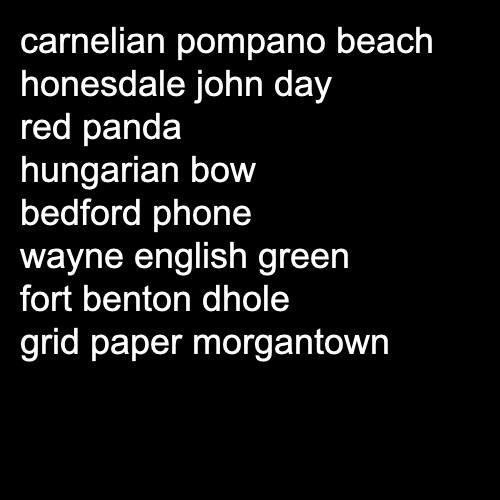 carnelian pompano beach
honesdale john day
red panda
hungarian bow
bedford phone
wayne english green
fort benton dhole
grid paper morgantown